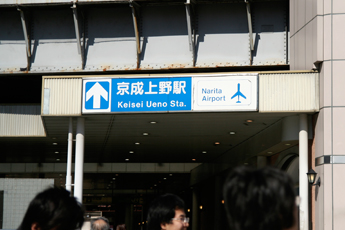 京成上野駅
Keisei Ueno Sta.
Narita
Airport